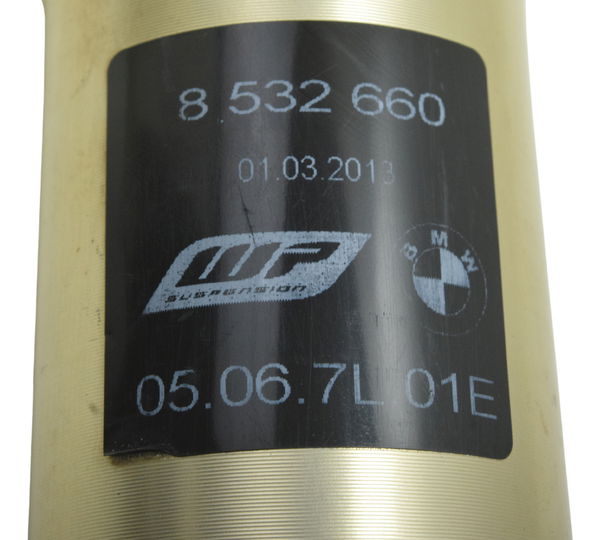 8 532 660
01.03.2013
WP
SUSPENSION
BMW
05.06.7L 01E